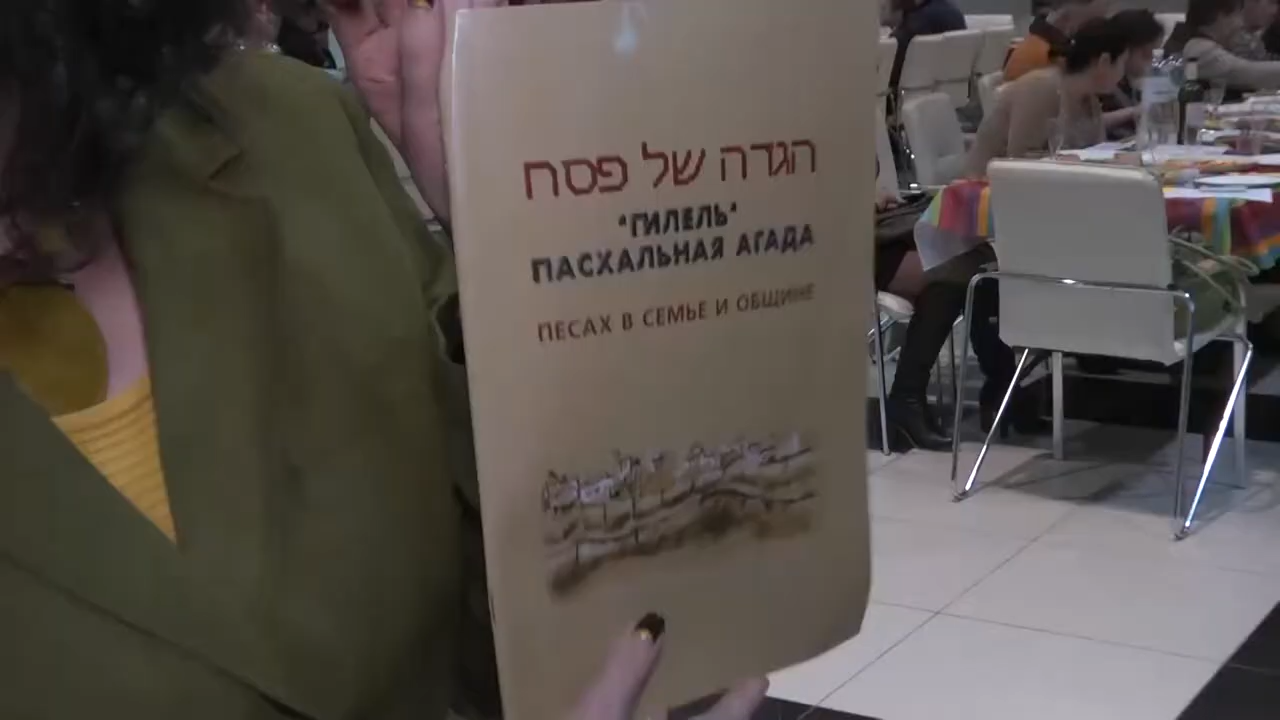 הגדה של פסח
"ГИЛЕЛЬ"
ПАСХАЛЬНАЯ АГАДА
ПЕСАХ В СЕМЬЕ И ОБЩИНЕ